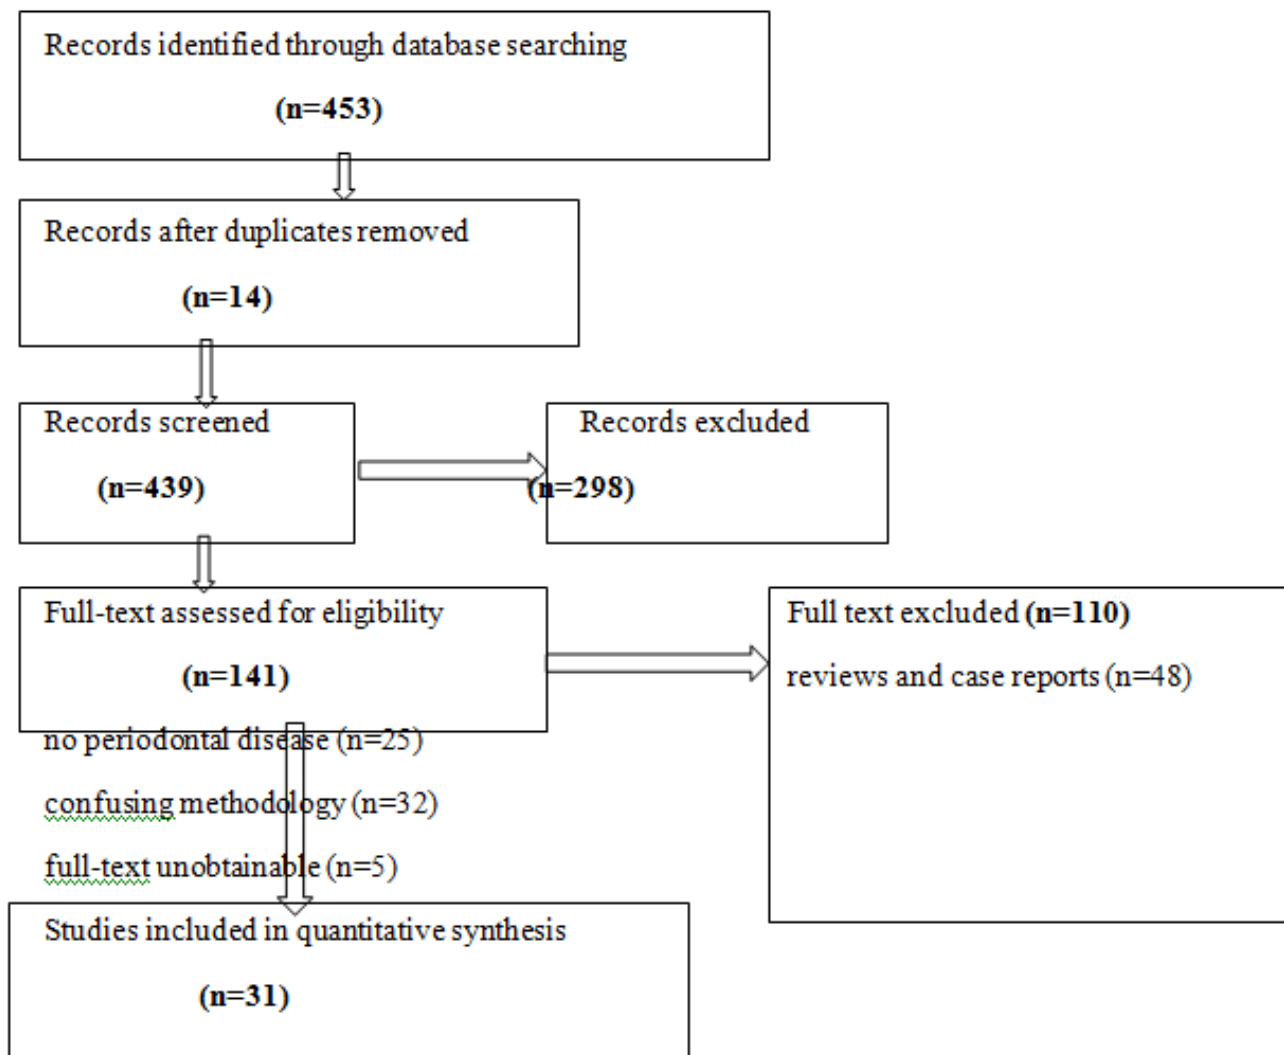 Records identified through database searching
(n=453)
Records after duplicates removed
(n=14)
Records screened
(n=439)
Records excluded
(n=298)
Full-text assessed for eligibility
(n=141)
Full text excluded (n=110)
reviews and case reports (n=48)
no periodontal disease (n=25)
confusing methodology (n=32)
full-text unobtainable (n=5)
Studies included in quantitative synthesis
(n=31)